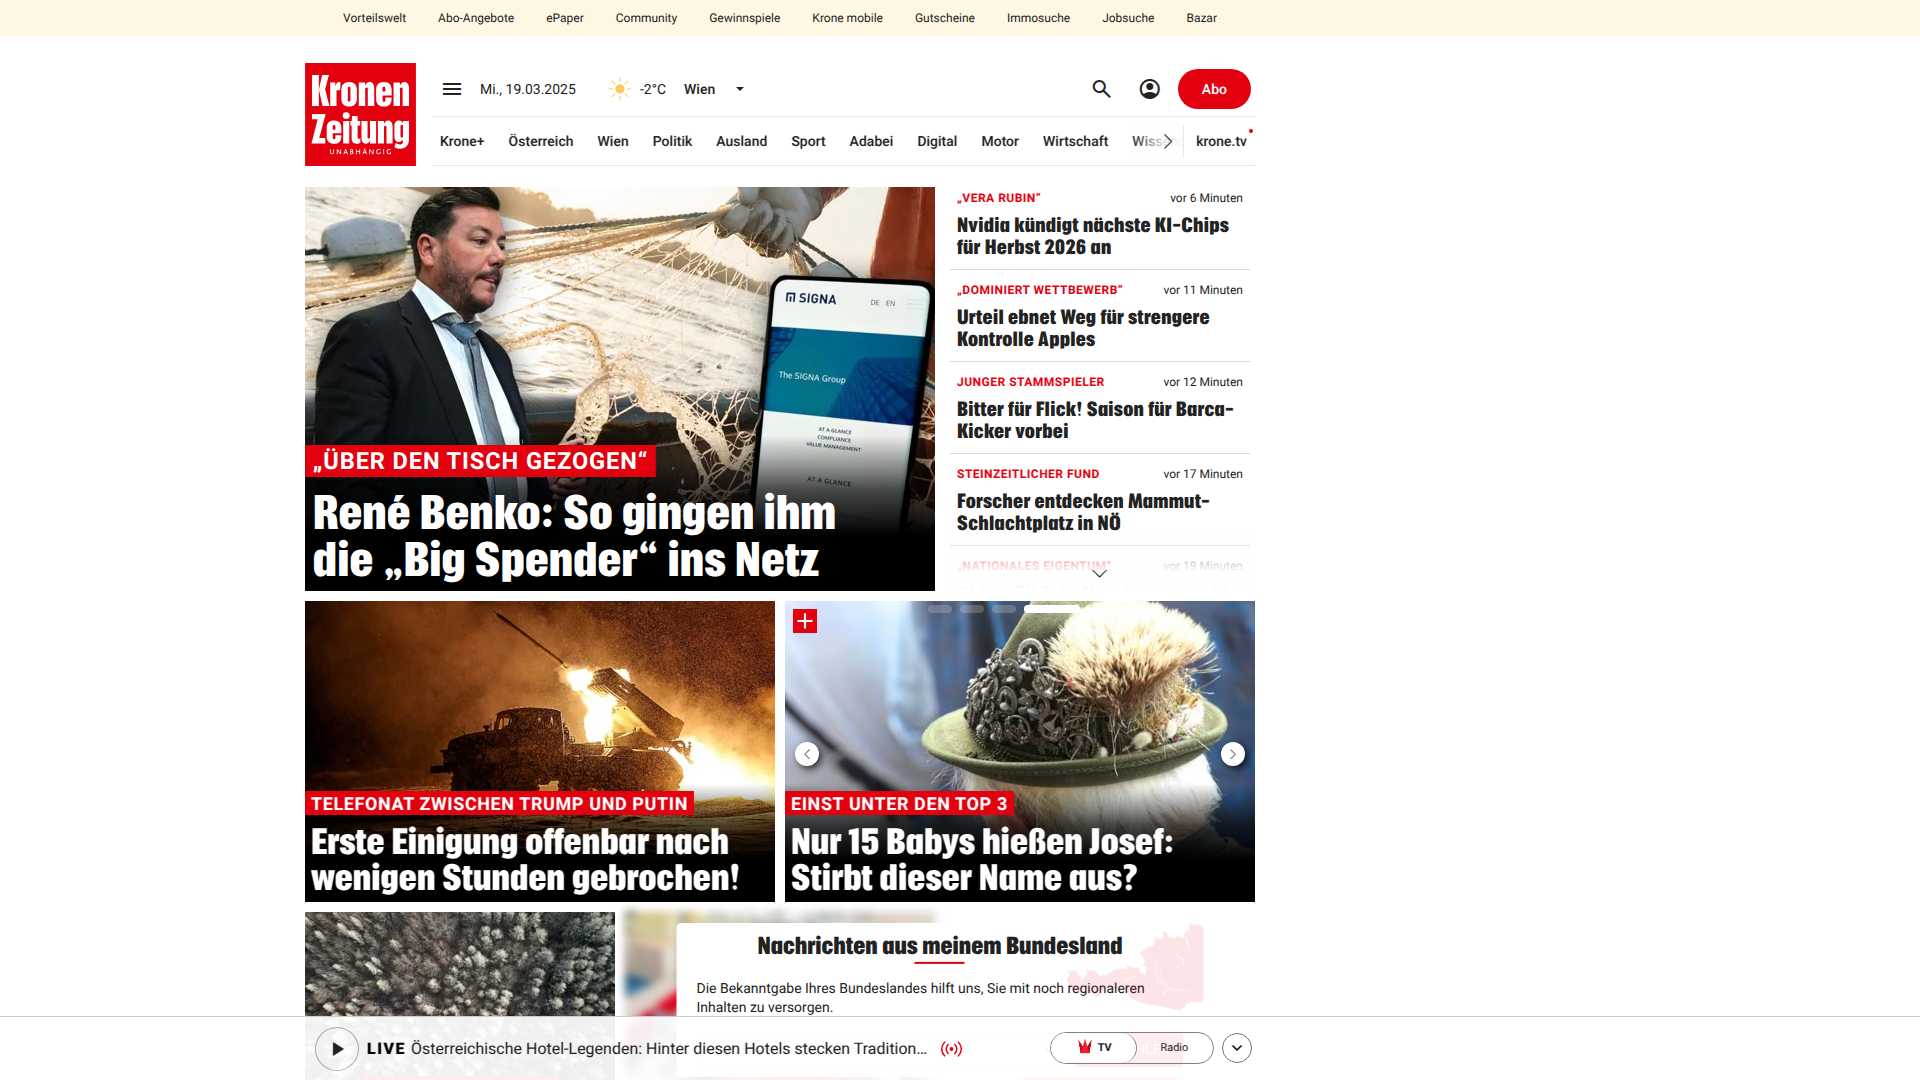 Vorteilswelt Abo-Angebote ePaper Community Gewinnspiele Krone mobile Gutscheine Immosuche Jobsuche Bazar
Kronen
Zeitung
UNABHÄNGIG
Mi., 19.03.2025 -2°C Wien
Abo
Krone+ Österreich Wien Politik Ausland Sport Adabei Digital Motor Wirtschaft krone.tv
SIGNA DE EN
The SIGNA Group
AT A GLANCE
COMPLIANCE
VALUE MANAGEMENT
AT A GLANCE
„ÜBER DEN TISCH GEZOGEN“
René Benko: So gingen ihm
die „Big Spender“ ins Netz
„VERA RUBIN“ vor 6 Minuten
Nvidia kündigt nächste KI-Chips
für Herbst 2026 an
„DOMINIERT WETTBEWERB“ vor 11 Minuten
Urteil ebnet Weg für strengere
Kontrolle Apples
JUNGER STAMMSPIELER vor 12 Minuten
Bitter für Flick! Saison für Barca-
Kicker vorbei
STEINZEITLICHER FUND vor 17 Minuten
Forscher entdecken Mammut-
Schlachtplatz in NÖ
„NATIONALES EIGENTUM“ vor 19 Minuten
TELEFONAT ZWISCHEN TRUMP UND PUTIN
Erste Einigung offenbar nach
wenigen Stunden gebrochen!
EINST UNTER DEN TOP 3
Nur 15 Babys hießen Josef:
Stirbt dieser Name aus?
Nachrichten aus meinem Bundesland
Die Bekanntgabe Ihres Bundeslandes hilft uns, Sie mit noch regionaleren
Inhalten zu versorgen.
LIVE Österreichische Hotel-Legenden: Hinter diesen Hotels stecken Tradition...
TV Radio